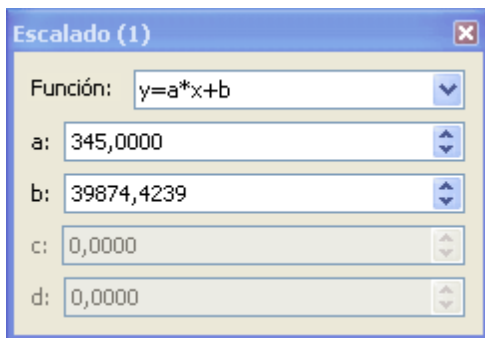 Escalado (1)
Función: y=a*x+b
a: 345,0000
b: 39874,4239
c: 0,0000
d: 0,0000